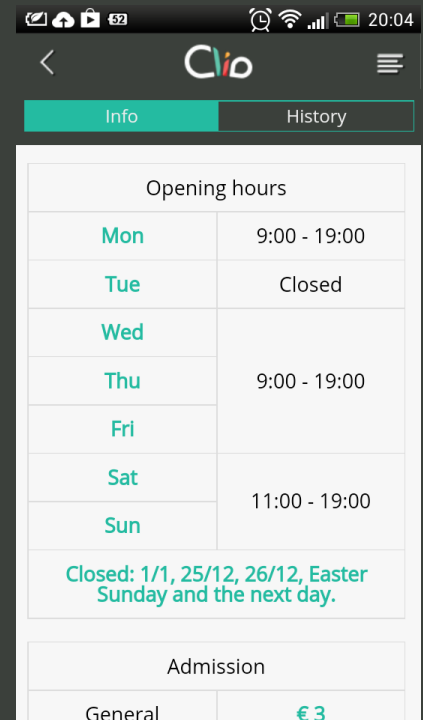 52
20:04
Clio
Info
History
Opening hours
Mon
9:00 - 19:00
Tue
Closed
Wed
Thu
9:00 - 19:00
Fri
Sat
11:00 - 19:00
Sun
Closed: 1/1, 25/12, 26/12, Easter
Sunday and the next day.
Admission
General
€ 3